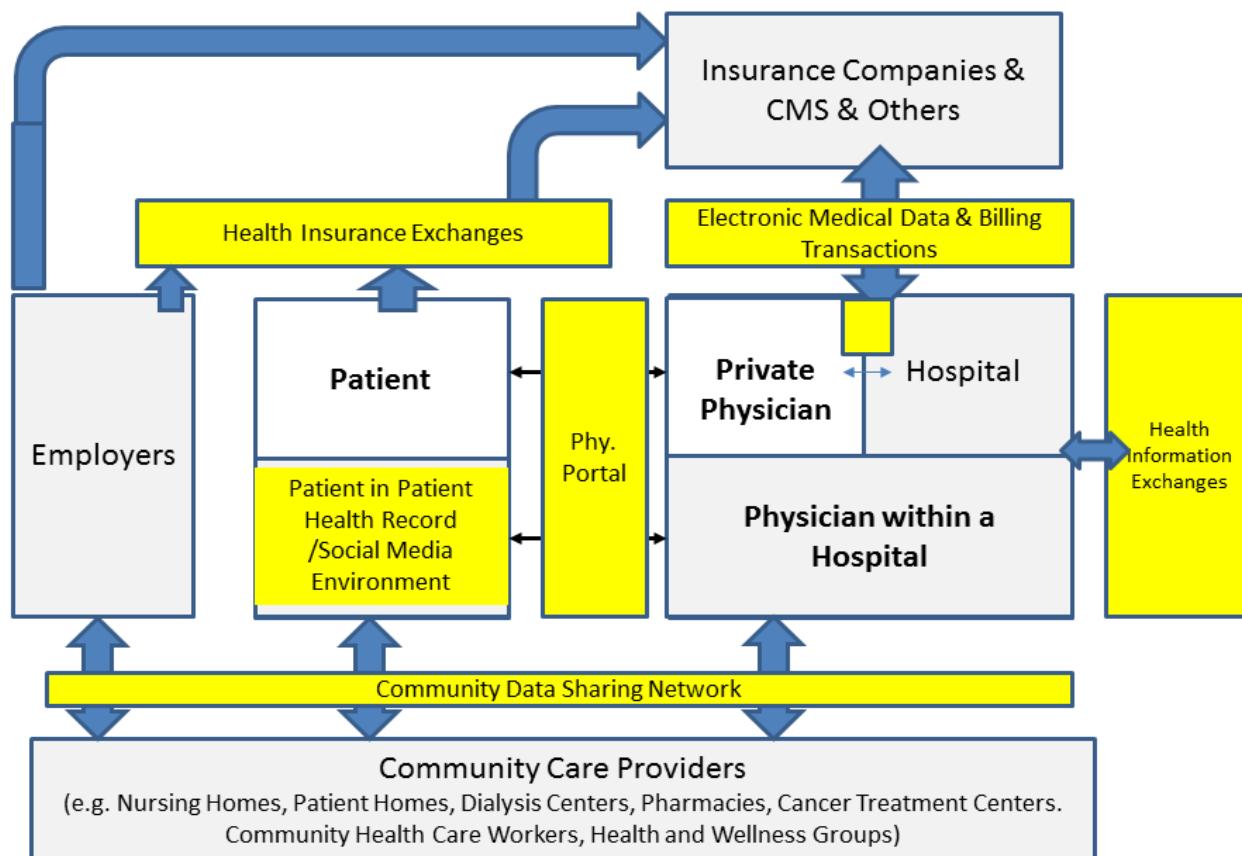 Insurance Companies &
CMS & Others
Health Insurance Exchanges
Electronic Medical Data & Billing
Transactions
Employers
Patient
Patient in Patient
Health Record
/Social Media
Environment
Phy.
Portal
Private
Physician
Hospital
Physician within a
Hospital
Health
Information
Exchanges
Community Data Sharing Network
Community Care Providers
(e.g. Nursing Homes, Patient Homes, Dialysis Centers, Pharmacies, Cancer Treatment Centers.
Community Health Care Workers, Health and Wellness Groups)